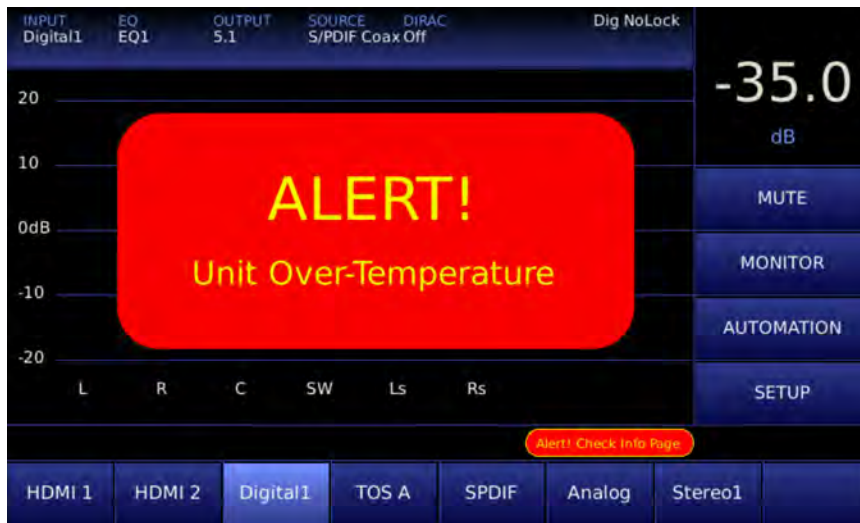 INPUT EQ OUTPUT SOURCE DIRAC Dig NoLock
Digital1 EQ1 5.1 S/PDIF Coax Off
-35.0
dB
20
10
0dB
-10
-20
ALERT!
Unit Over-Temperature
L R C SW Ls Rs
MUTE
MONITOR
AUTOMATION
SETUP
Alert! Check Info Page
HDMI 1 HDMI 2 Digital1 TOS A SPDIF Analog Stereo1